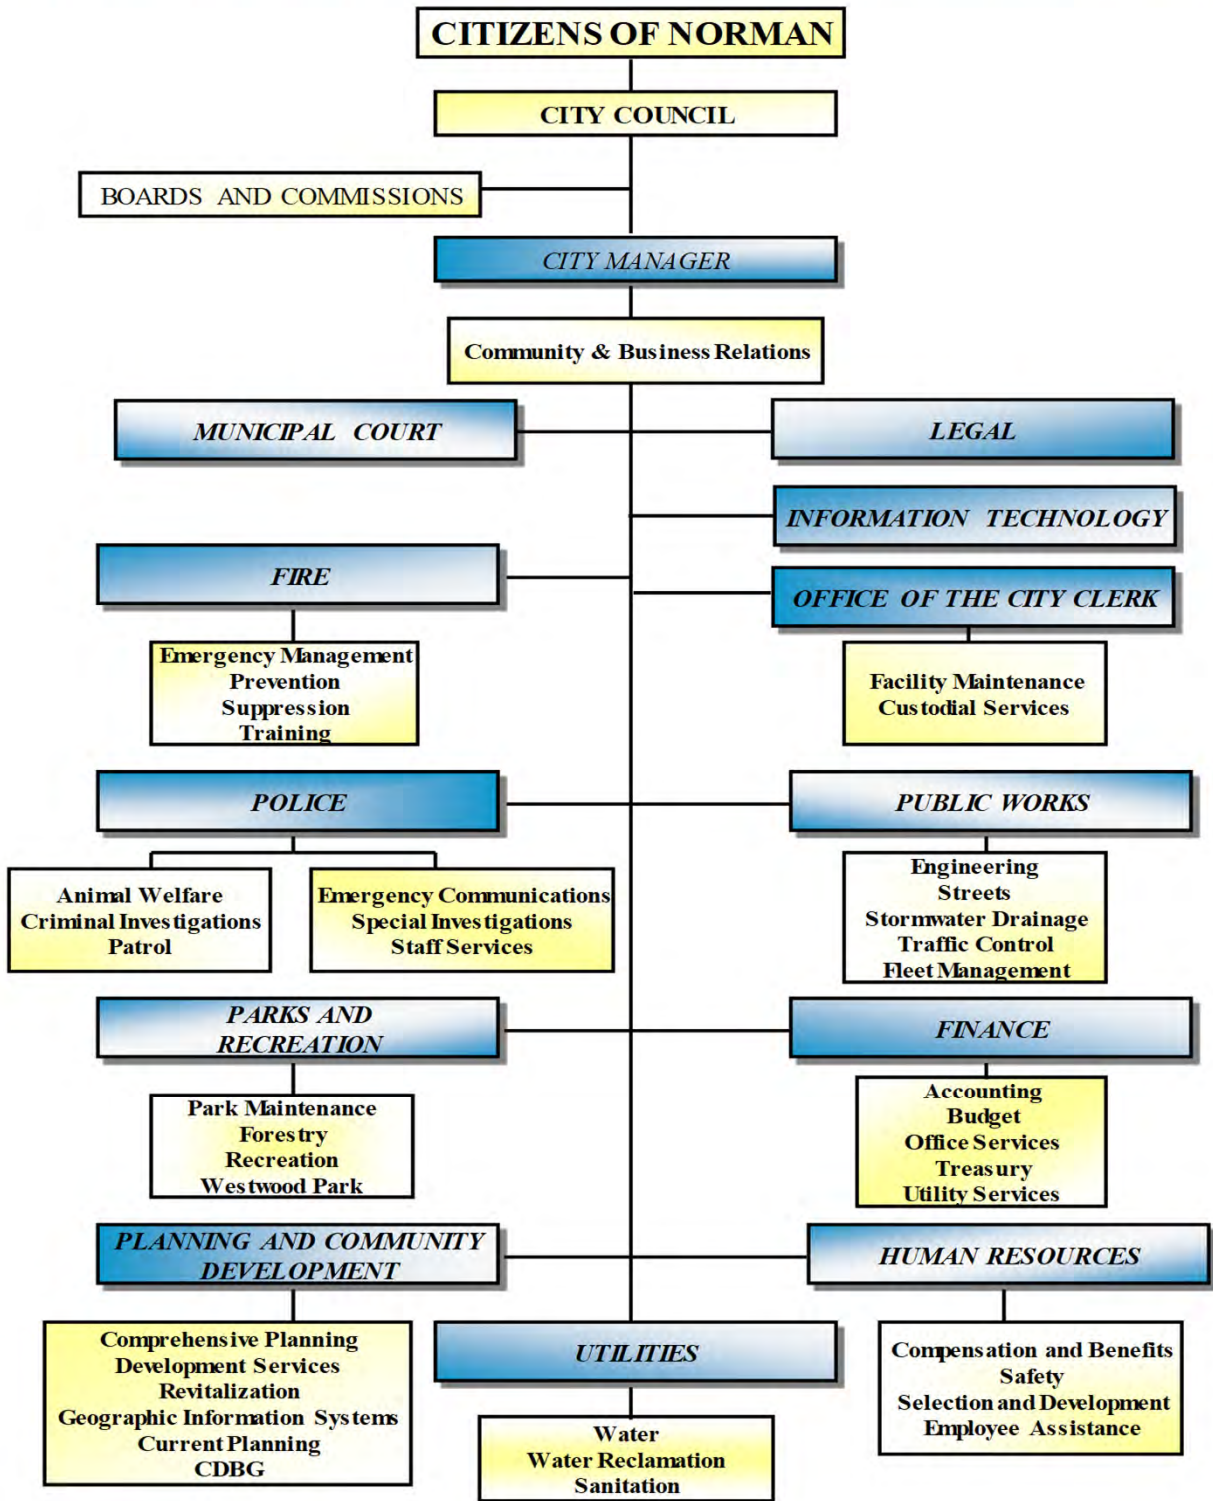 CITIZENS OF NORMAN
CITY COUNCIL
BOARDS AND COMMISSIONS
CITY MANAGER
Community & Business Relations
MUNICIPAL COURT
LEGAL
INFORMATION TECHNOLOGY
FIRE
OFFICE OF THE CITY CLERK
Emergency Management
Prevention
Suppression
Training
Facility Maintenance
Custodial Services
POLICE
PUBLIC WORKS
Animal Welfare
Criminal Investigations
Patrol
Emergency Communications
Special Investigations
Staff Services
Engineering
Streets
Stormwater Drainage
Traffic Control
Fleet Management
PARKS AND
RECREATION
FINANCE
Park Maintenance
Forestry
Recreation
Westwood Park
Accounting
Budget
Office Services
Treasury
Utility Services
PLANNING AND COMMUNITY
DEVELOPMENT
HUMAN RESOURCES
Comprehensive Planning
Development Services
Revitalization
Geographic Information Systems
Current Planning
CDBG
UTILITIES
Water
Water Reclamation
Sanitation
Compensation and Benefits
Safety
Selection and Development
Employee Assistance